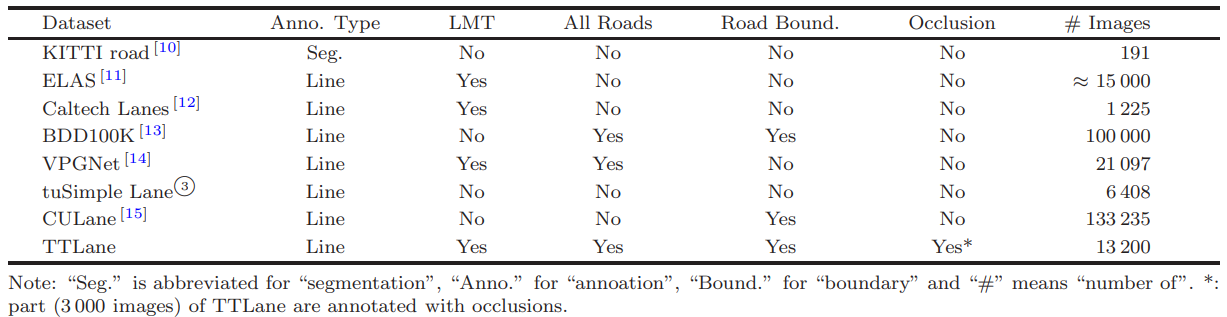 Dataset Anno. Type LMT All Roads Road Bound. Occlusion # Images
KITTI road [10] Seg. No No No No 191
ELAS [11] Line Yes No No No ≈ 15 000
Caltech Lanes [12] Line Yes No No No 1 225
BDD100K [13] Line No Yes Yes No 100 000
VPGNet [14] Line Yes Yes No No 21 097
tuSimple Lane③ Line No No No No 6 408
CULane [15] Line No No Yes No 133 235
TTLane Line Yes Yes Yes Yes* 13 200
Note: “Seg.” is abbreviated for “segmentation”, “Anno.” for “annoation”, “Bound.” for “boundary” and “#” means “number of”. *:
part (3 000 images) of TTLane are annotated with occlusions.